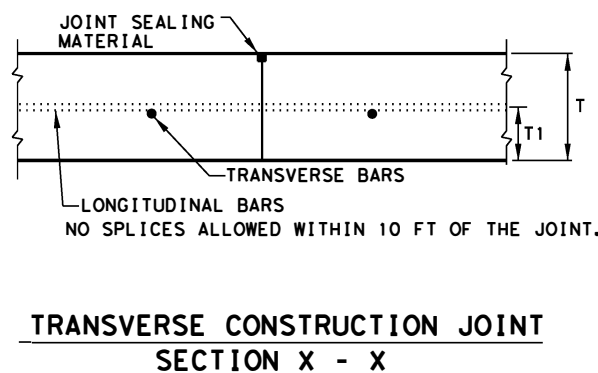 JOINT SEALING
MATERIAL
T
T1
TRANSVERSE BARS
LONGITUDINAL BARS
NO SPLICES ALLOWED WITHIN 10 FT OF THE JOINT.
TRANSVERSE CONSTRUCTION JOINT
SECTION X - X